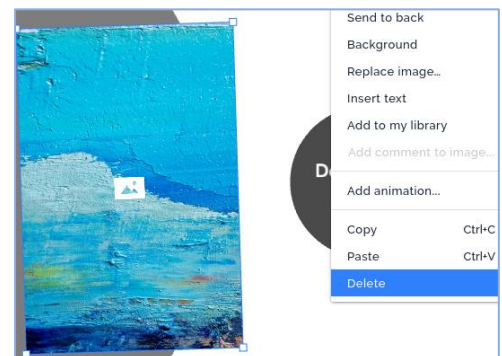 Send to back
Background
Replace image...
Insert text
Add to my library
Add comment to image...
Add animation...
Copy Ctrl+C
Paste Ctrl+V
Delete